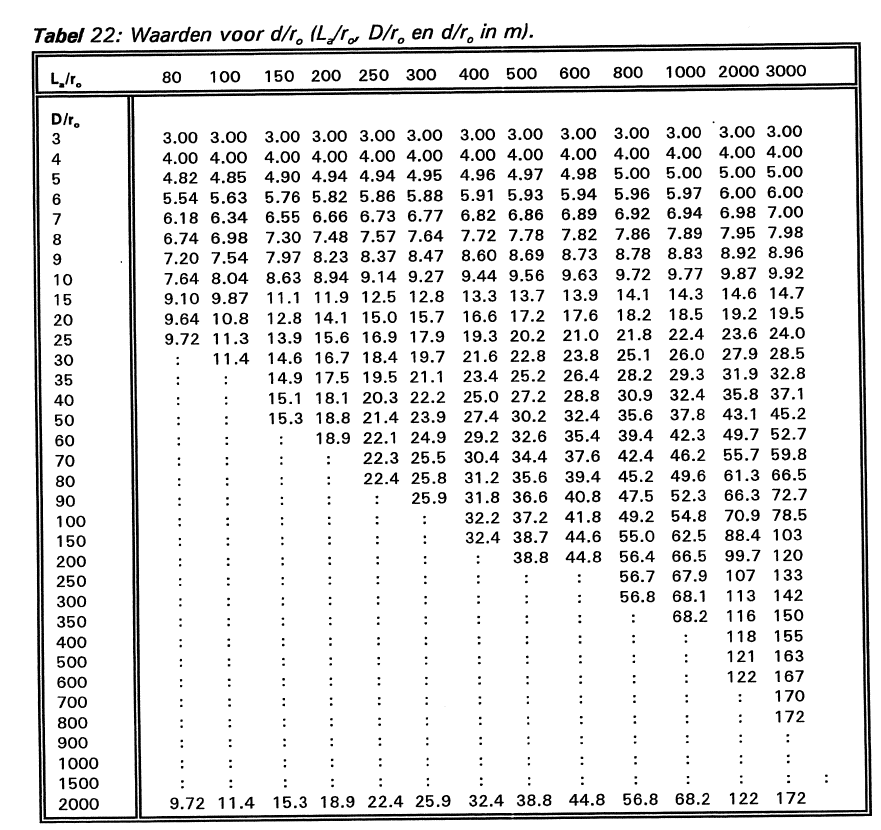 Tabel 22: Waarden voor d/rₒ (Lₐ/rₒ, D/rₒ en d/rₒ in m).
Lₐ/rₒ 80 100 150 200 250 300 400 500 600 800 1000 2000 3000
D/rₒ
3 3.00 3.00 3.00 3.00 3.00 3.00 3.00 3.00 3.00 3.00 3.00 3.00 3.00
4 4.00 4.00 4.00 4.00 4.00 4.00 4.00 4.00 4.00 4.00 4.00 4.00 4.00
5 4.82 4.85 4.90 4.94 4.94 4.95 4.96 4.97 4.98 5.00 5.00 5.00 5.00
6 5.54 5.63 5.76 5.82 5.86 5.88 5.91 5.93 5.94 5.96 5.97 6.00 6.00
7 6.18 6.34 6.55 6.66 6.73 6.77 6.82 6.86 6.89 6.92 6.94 6.98 7.00
8 6.74 6.98 7.30 7.48 7.57 7.64 7.72 7.78 7.82 7.86 7.89 7.95 7.98
9 7.20 7.54 7.97 8.23 8.37 8.47 8.60 8.69 8.73 8.78 8.83 8.92 8.96
10 7.64 8.04 8.63 8.94 9.14 9.27 9.44 9.56 9.63 9.72 9.77 9.87 9.92
15 9.10 9.87 11.1 11.9 12.5 12.8 13.3 13.7 13.9 14.1 14.3 14.6 14.7
20 9.64 10.8 12.8 14.1 15.0 15.7 16.6 17.2 17.6 18.2 18.5 19.2 19.5
25 9.72 11.3 13.9 15.6 16.9 17.9 19.3 20.2 21.0 21.8 22.4 23.6 24.0
30 : 11.4 14.6 16.7 18.4 19.7 21.6 22.8 23.8 25.1 26.0 27.9 28.5
35 : : 14.9 17.5 19.5 21.1 23.4 25.2 26.4 28.2 29.3 31.9 32.8
40 : : 15.1 18.1 20.3 22.2 25.0 27.2 28.8 30.9 32.4 35.8 37.1
50 : : 15.3 18.8 21.4 23.9 27.4 30.2 32.4 35.6 37.8 43.1 45.2
60 : : : 18.9 22.1 24.9 29.2 32.6 35.4 39.4 42.3 49.7 52.7
70 : : : : 22.3 25.5 30.4 34.4 37.6 42.4 46.2 55.7 59.8
80 : : : : 22.4 25.8 31.2 35.6 39.4 45.2 49.6 61.3 66.5
90 : : : : : 25.9 31.8 36.6 40.8 47.5 52.3 66.3 72.7
100 : : : : : : 32.2 37.2 41.8 49.2 54.8 70.9 78.5
150 : : : : : : 32.4 38.7 44.6 55.0 62.5 88.4 103
200 : : : : : : : 38.8 44.8 56.4 66.5 99.7 120
250 : : : : : : : : : 56.7 67.9 107 133
300 : : : : : : : : : 56.8 68.1 113 142
350 : : : : : : : : : : 68.2 116 150
400 : : : : : : : : : : : 118 155
500 : : : : : : : : : : : 121 163
600 : : : : : : : : : : : 122 167
700 : : : : : : : : : : : : 170
800 : : : : : : : : : : : : 172
900 : : : : : : : : : : : : :
1000 : : : : : : : : : : : : :
1500 : : : : : : : : : : : : : :
2000 9.72 11.4 15.3 18.9 22.4 25.9 32.4 38.8 44.8 56.8 68.2 122 172